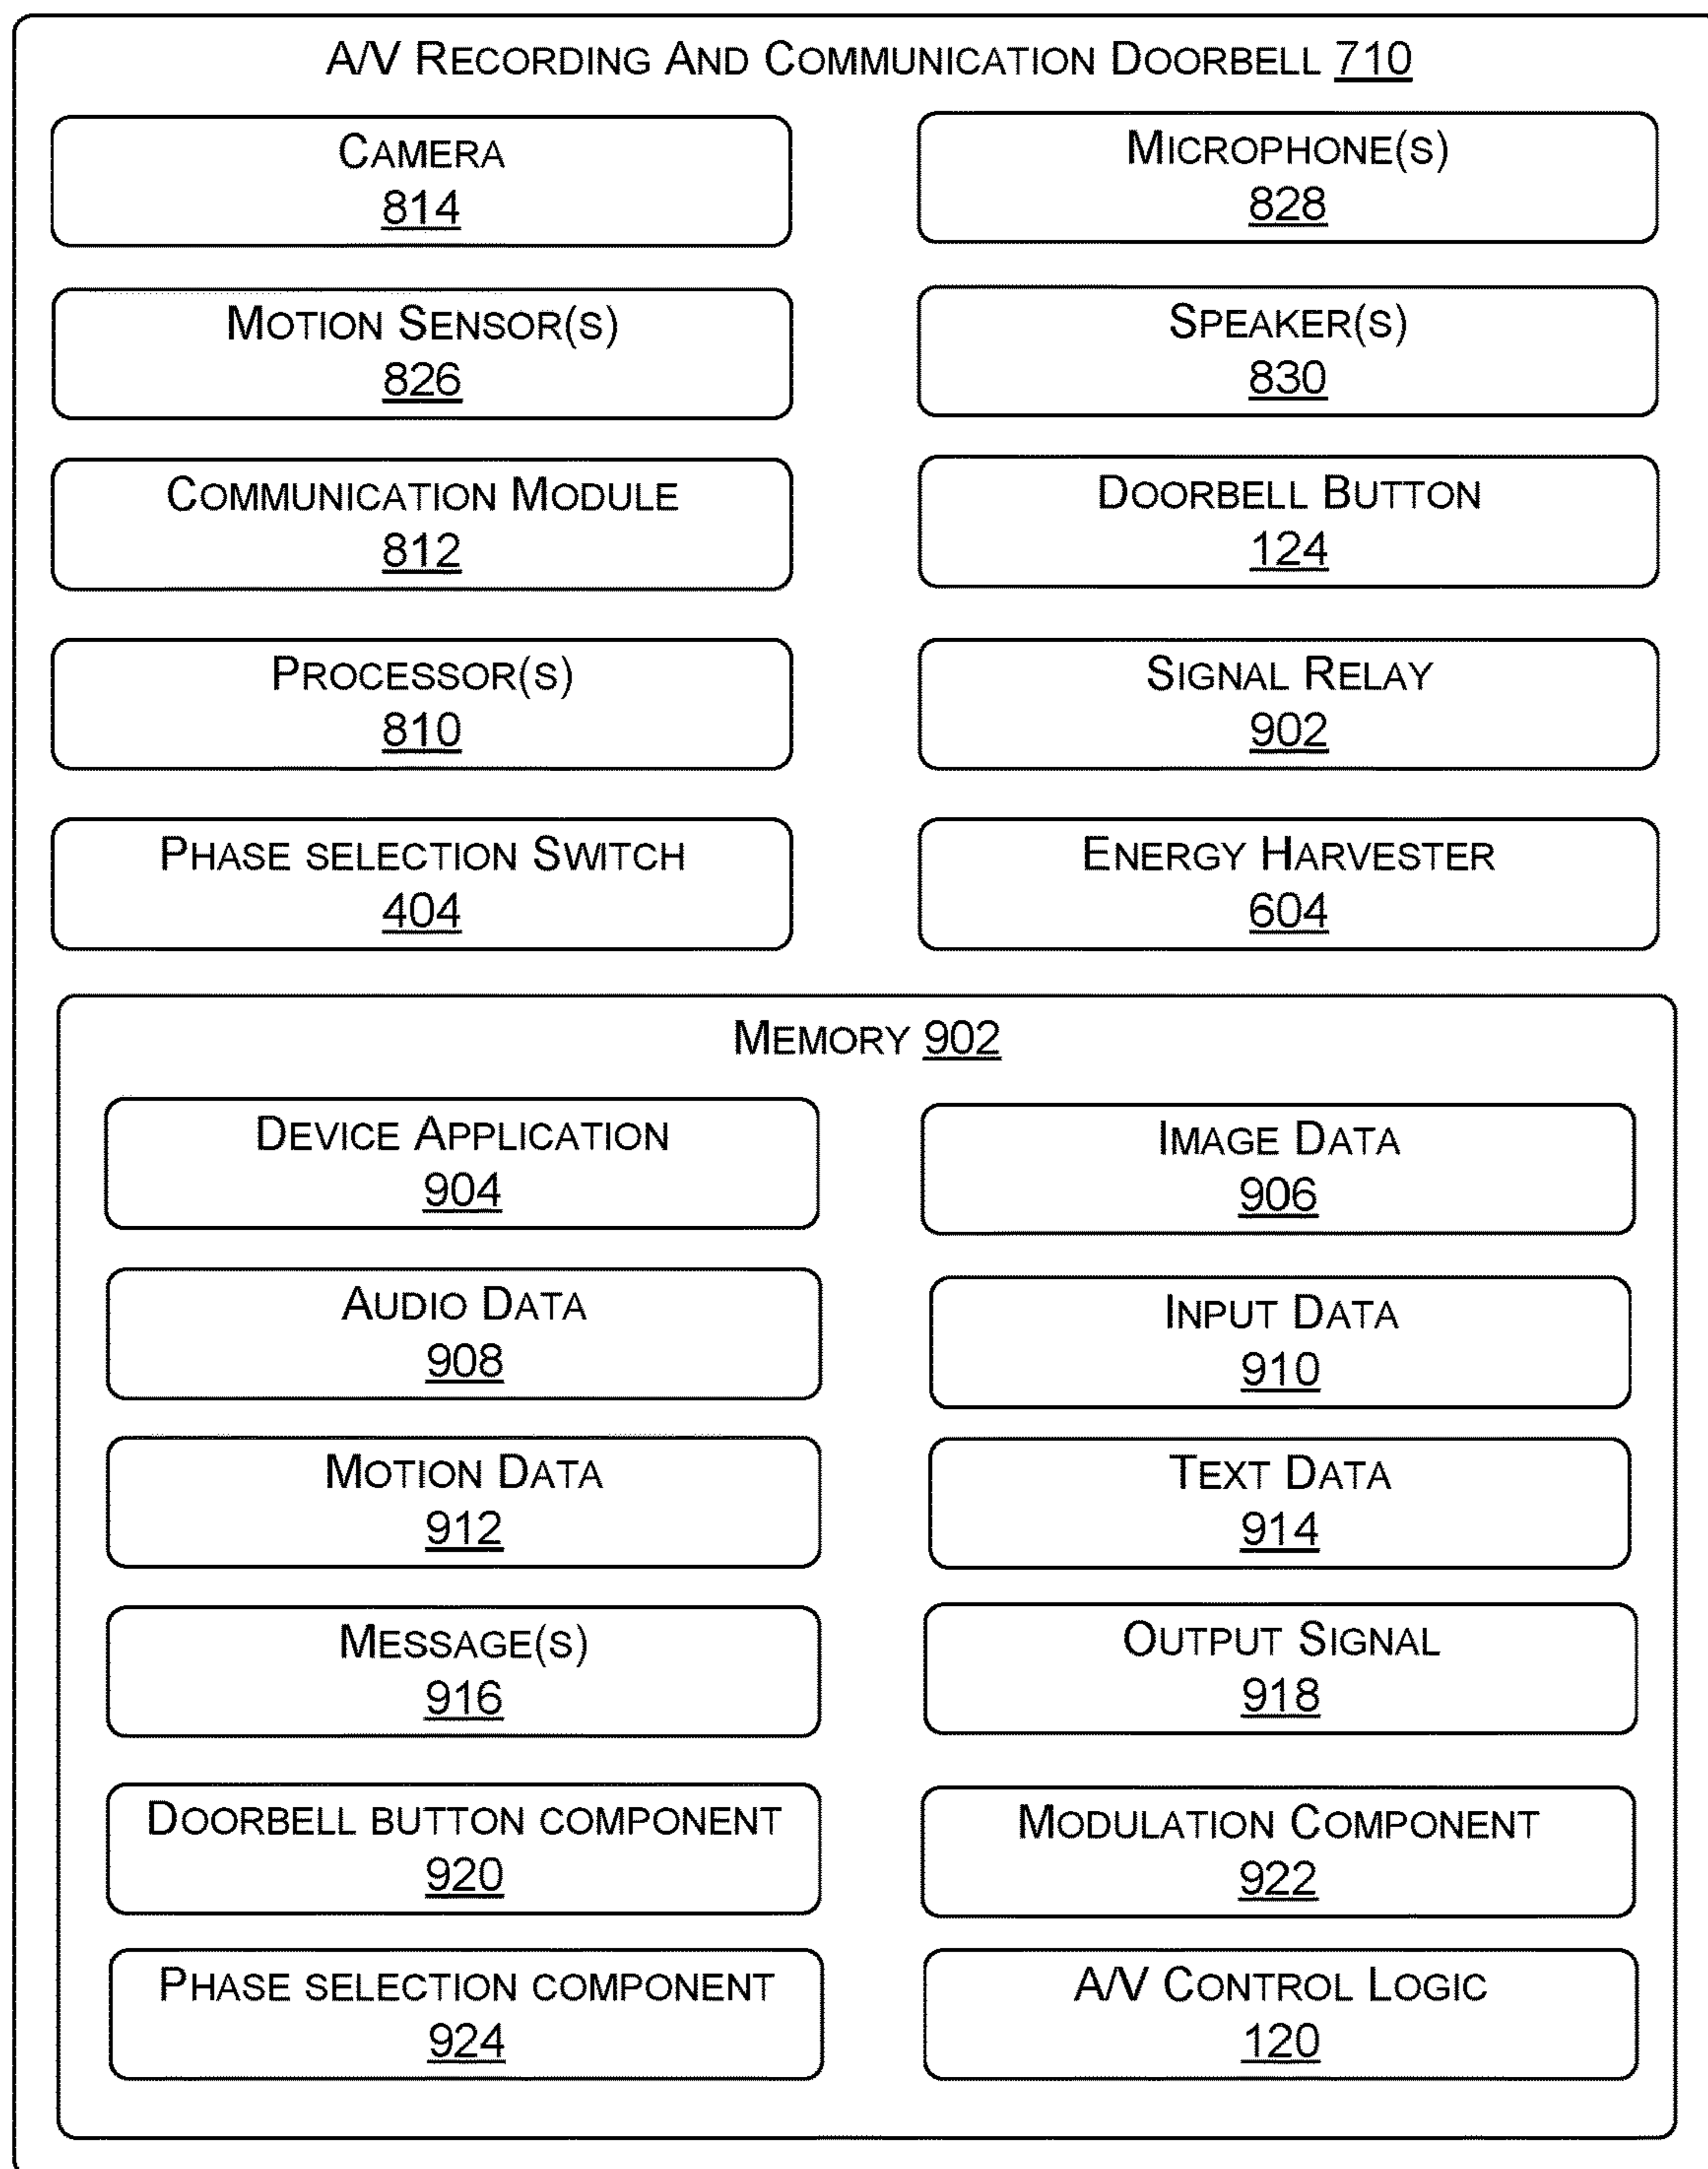 A/V RECORDING AND COMMUNICATION DOORBELL 710
CAMERA
814
MICROPHONE(S)
828
MOTION SENSOR(S)
826
SPEAKER(S)
830
COMMUNICATION MODULE
812
DOORBELL BUTTON
124
PROCESSOR(S)
810
SIGNAL RELAY
902
PHASE SELECTION SWITCH
404
ENERGY HARVESTER
604
MEMORY 902
DEVICE APPLICATION
904
IMAGE DATA
906
AUDIO DATA
908
INPUT DATA
910
MOTION DATA
912
TEXT DATA
914
MESSAGE(S)
916
OUTPUT SIGNAL
918
DOORBELL BUTTON COMPONENT
920
MODULATION COMPONENT
922
PHASE SELECTION COMPONENT
924
A/V CONTROL LOGIC
120